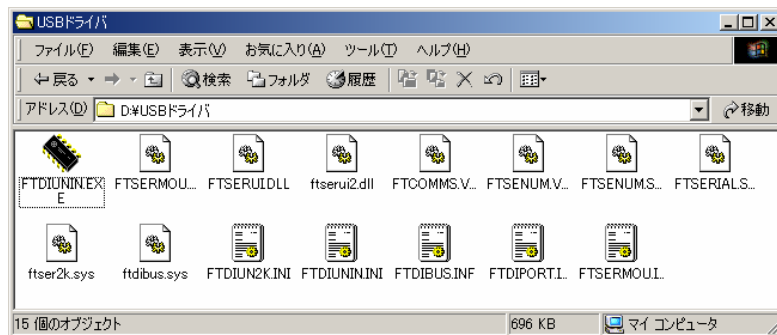 USBドライバ
ファイル(F) 編集(E) 表示(V) お気に入り(A) ツール(T) ヘルプ(H)
戻る 検索 フォルダ 履歴
アドレス(D) D:¥USBドライバ 移動
FTDIUNIN.EX
E
FTSERMOU... FTSERUI.DLL ftserui2.dll FTCOMMS.V... FTSENUM.V... FTSENUM.S... FTSERIAL.S...
ftser2k.sys ftdibus.sys FTDIUN2K.INI FTDIUNIN.INI FTDIBUS.INF FTDIPORT.I... FTSERMOU.I...
15 個のオブジェクト 696 KB マイ コンピュータ